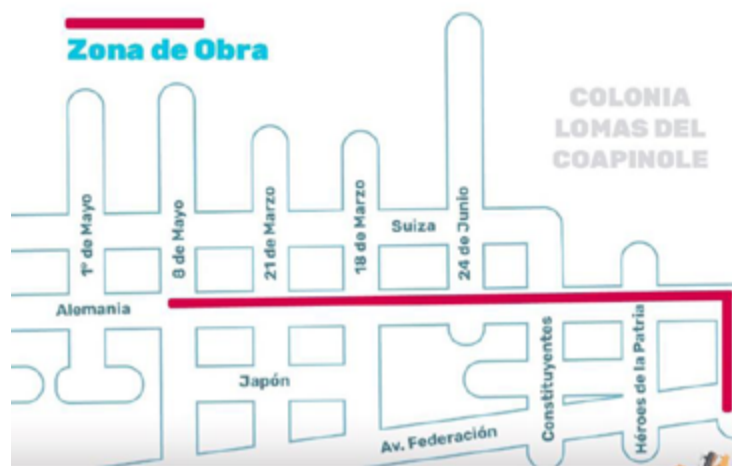 Zona de Obra
COLONIA
LOMAS DEL
COAPINOLE
1º de Mayo
8 de Mayo
21 de Marzo
18 de Marzo
Suiza
24 de Junio
Alemania
Japón
Constituyentes
Héroes de la Patria
Av. Federación